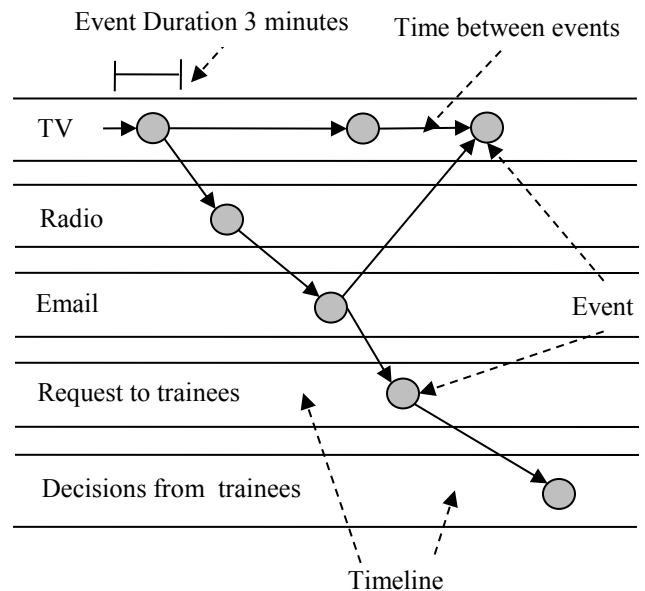 Event Duration 3 minutes
Time between events
TV
Radio
Email
Event
Request to trainees
Decisions from trainees
Timeline